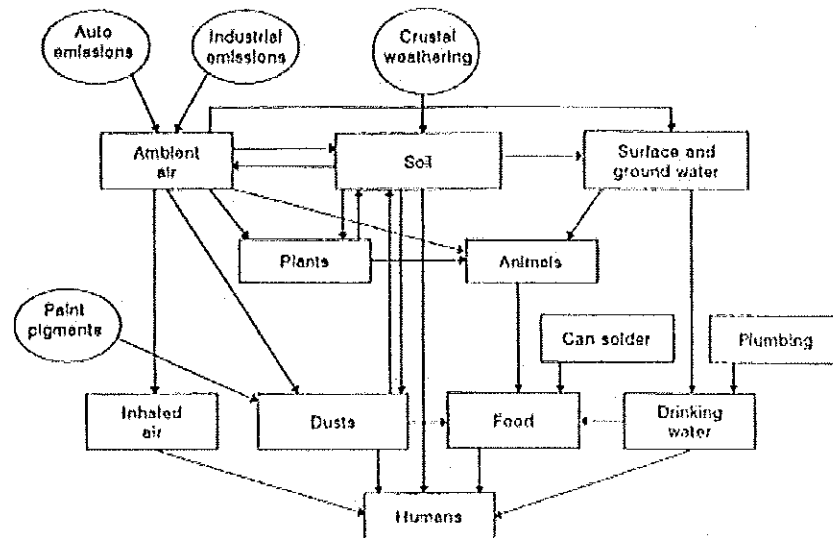 Auto
emissions
Industrial
emissions
Crustal
weathering
Ambient
air
Soil
Surface and
ground water
Plants
Animals
Paint
pigments
Can solder
Plumbing
Inhaled
air
Dusts
Food
Drinking
water
Humans